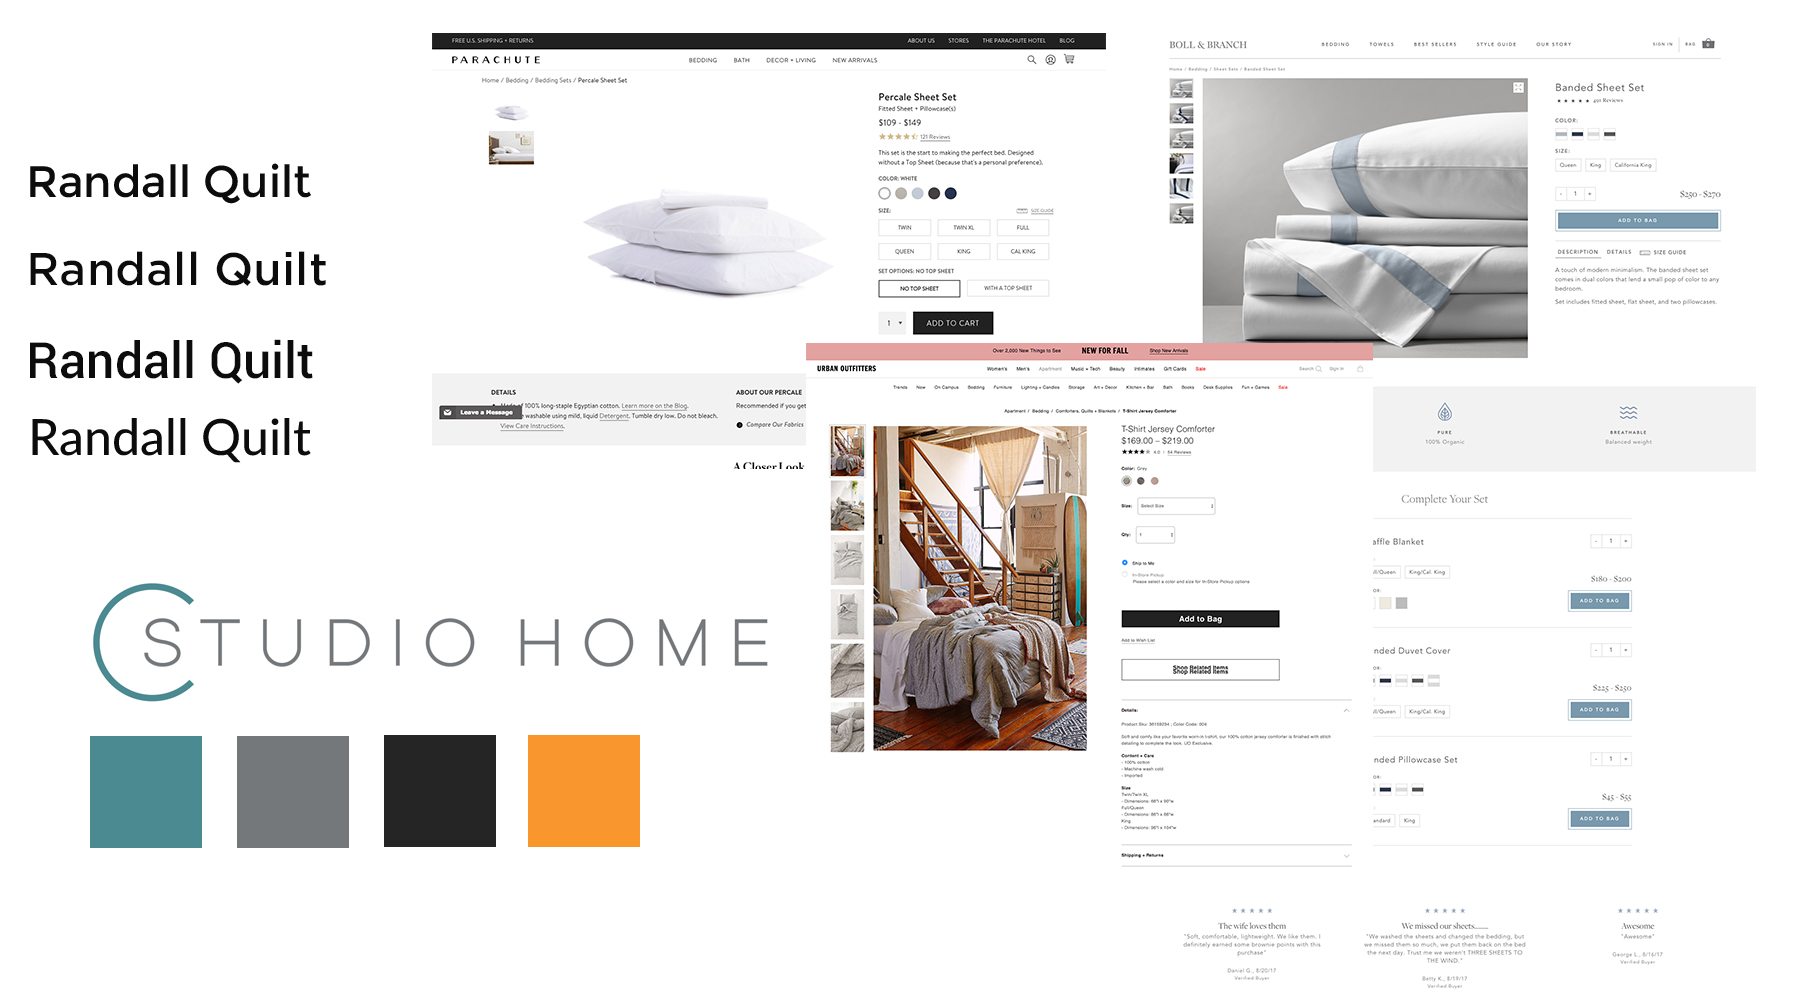 Randall Quilt
Randall Quilt
Randall Quilt
Randall Quilt
STUDIO HOME
FREE U.S. SHIPPING + RETURNS
ABOUT US STORES THE PARACHUTE HOTEL BLOG
PARACHUTE
BEDDING BATH DECOR + LIVING NEW ARRIVALS
Home / Bedding / Bedding Sets / Percale Sheet Set
Percale Sheet Set
Fitted Sheet + Pillowcase(s)
$109 - $149
121 Reviews
This set is the start to making the perfect bed. Designed
without a Top Sheet (because that's a personal preference).
COLOR: WHITE
SIZE:
SIZE GUIDE
TWIN TWIN XL FULL
QUEEN KING CAL KING
SET OPTIONS: NO TOP SHEET
NO TOP SHEET WITH A TOP SHEET
1 ADD TO CART
DETAILS
of 100% long-staple Egyptian cotton. Learn more on the Blog.
washable using mild, liquid Detergent. Tumble dry low. Do not bleach.
View Care Instructions.
Leave a Message
ABOUT OUR PERCALE
Recommended if you get
Compare Our Fabrics
A Closer Look
BOLL & BRANCH
BEDDING TOWELS BEST SELLERS STYLE GUIDE OUR STORY
SIGN IN BAG 0
Home / Bedding / Sheet Sets / Banded Sheet Set
Banded Sheet Set
491 Reviews
COLOR:
SIZE:
Queen King California King
- 1 +
$250 - $270
ADD TO BAG
DESCRIPTION DETAILS SIZE GUIDE
A touch of modern minimalism. The banded sheet set
comes in dual colors that lend a small pop of color to any
bedroom.
Set includes fitted sheet, flat sheet, and two pillowcases.
Over 2,000 New Things to See NEW FOR FALL Shop New Arrivals
URBAN OUTFITTERS
Women's Men's Apartment Music + Tech Beauty Intimates Gift Cards Sale
Search Sign In
Trends New On Campus Bedding Furniture Lighting + Candles Storage Art + Decor Kitchen + Bar Bath Books Desk Supplies Fun + Games Sale
Apartment / Bedding / Comforters, Quilts + Blankets / T-Shirt Jersey Comforter
T-Shirt Jersey Comforter
$169.00 – $219.00
4.0 | 54 Reviews
Color: Grey
Size: Select Size
Qty: 1
Ship to Me
In-Store Pickup
Please select a color and size for In-Store Pickup options
Add to Bag
Add to Wish List
Shop Related Items
Shop Related Items
Details:
Product Sku: 38159234 ; Color Code: 004
Soft and comfy like your favorite worn-in t-shirt, our 100% cotton jersey comforter is finished with stitch
detailing to complete the look. UO Exclusive.
Content + Care
- 100% cotton
- Machine wash cold
- Imported
Size
Twin/Twin XL
- Dimensions: 68"l x 90"w
Full/Queen
- Dimensions: 86"l x 86"w
King
- Dimensions: 96"l x 104"w
Shipping + Returns
PURE
100% Organic
BREATHABLE
Balanced weight
Complete Your Set
affle Blanket
- 1 +
ll/Queen King/Cal. King
$180 - $200
OR:
ADD TO BAG
nded Duvet Cover
- 1 +
OR:
$225 - $250
ll/Queen King/Cal. King
ADD TO BAG
nded Pillowcase Set
- 1 +
OR:
$45 - $55
andard King
ADD TO BAG
The wife loves them
"Soft, comfortable, lightweight. We like them. I
definitely earned some brownie points with this
purchase"
Daniel G., 8/20/17
Verified Buyer
We missed our sheets......
"We washed the sheets and changed the bedding, but
we missed them so much, we put them back on the bed
the next day. Trust me we weren't THREE SHEETS TO
THE WIND."
Betty K., 8/19/17
Verified Buyer
Awesome
"Awesome"
George L., 8/16/17
Verified Buyer